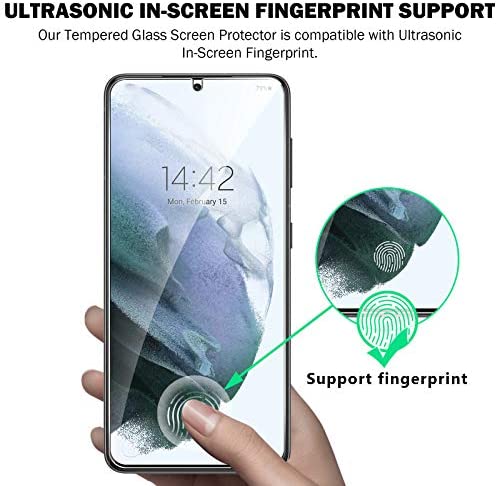 ULTRASONIC IN-SCREEN FINGERPRINT SUPPORT
Our Tempered Glass Screen Protector is compatible with Ultrasonic
In-Screen Fingerprint.
14:42
Mon, February 15
Support fingerprint